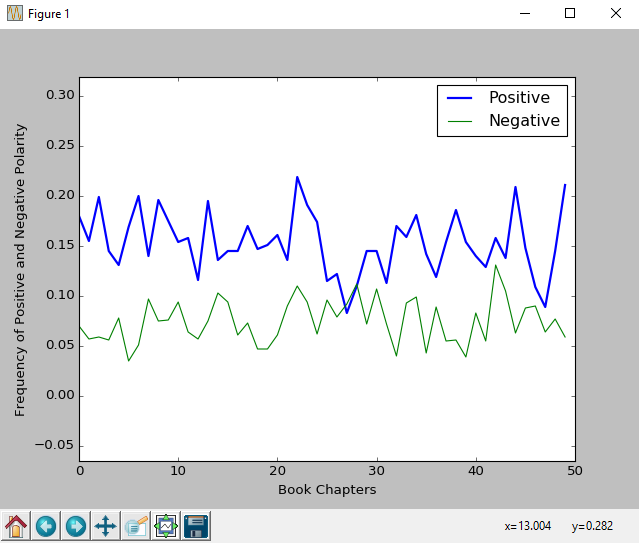 Figure 1
Positive
Negative
Frequency of Positive and Negative Polarity
0.30
0.25
0.20
0.15
0.10
0.05
0.00
−0.05
0 10 20 30 40 50
Book Chapters
x=13.004 y=0.282